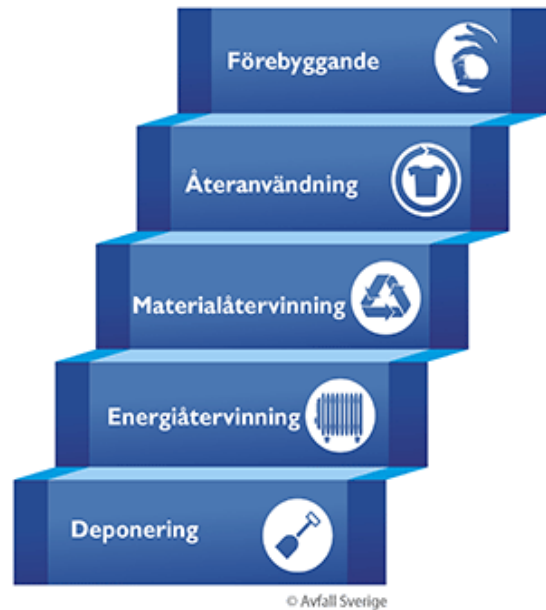 Förebyggande
Återanvändning
Materialåtervinning
Energiåtervinning
Deponering
© Avfall Sverige